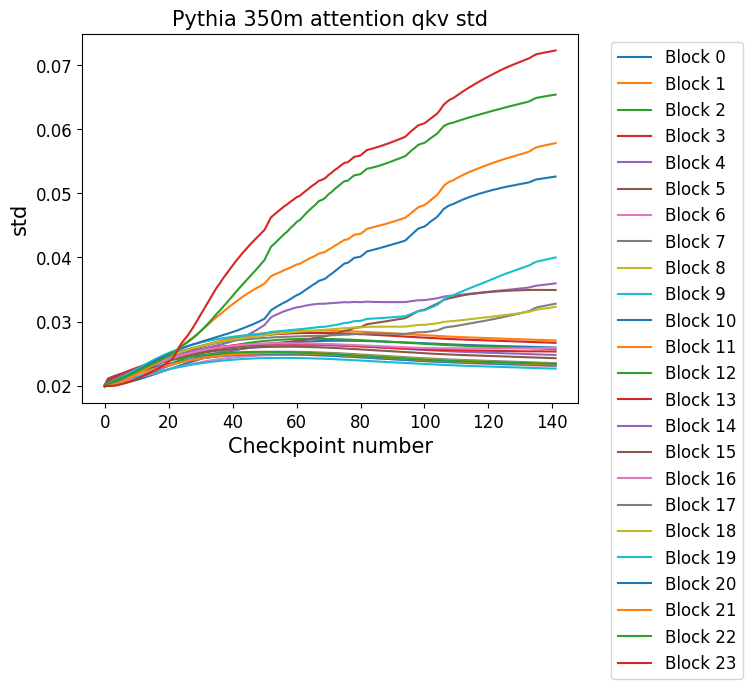 Pythia 350m attention qkv std
0.07
0.06
0.05
0.04
0.03
0.02
std
0 20 40 60 80 100 120 140
Checkpoint number
Block 0
Block 1
Block 2
Block 3
Block 4
Block 5
Block 6
Block 7
Block 8
Block 9
Block 10
Block 11
Block 12
Block 13
Block 14
Block 15
Block 16
Block 17
Block 18
Block 19
Block 20
Block 21
Block 22
Block 23